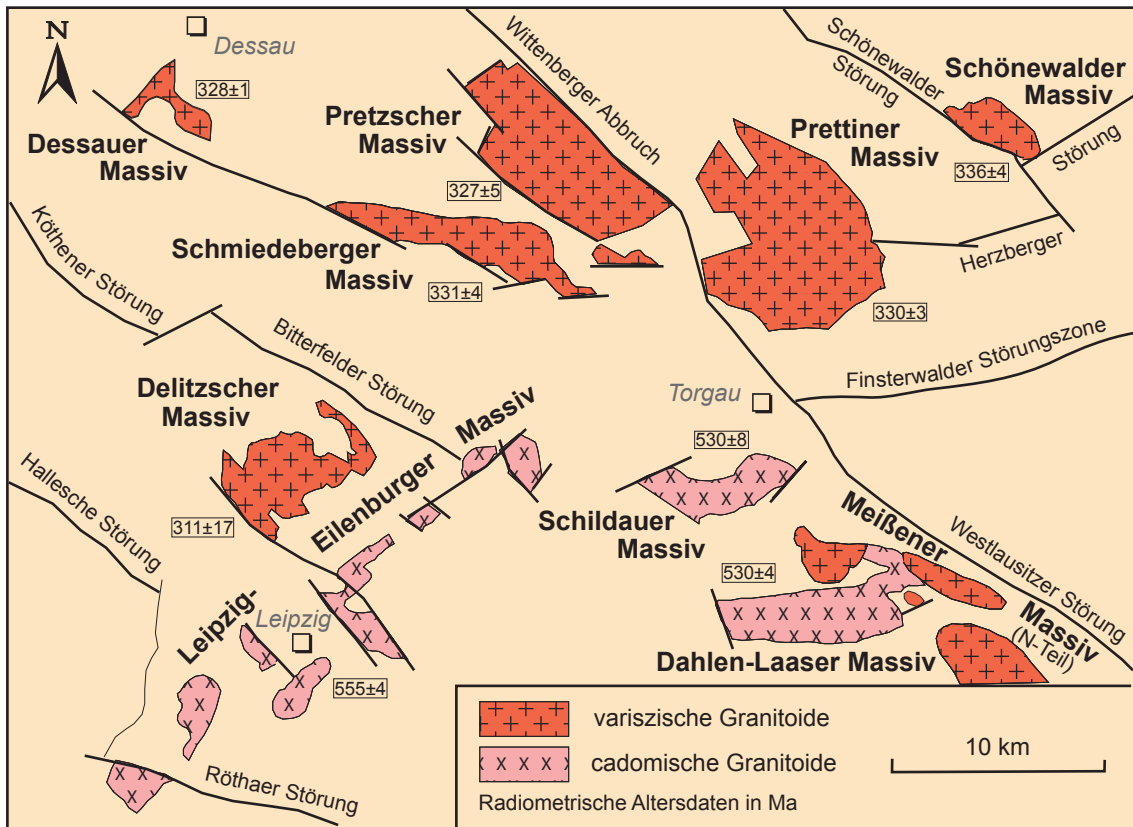 N
Dessau
328±1
Dessauer
Massiv
Pretzscher
Massiv
327±5
Wittenberger Abbruch
Schönewalder
Störung
Schönewalder
Massiv
336±4
Störung
Herzberger
Prettiner
Massiv
330±3
Köthener Störung
Schmiedeberger
Massiv
331±4
Bitterfelder Störung
Finsterwalder Störungszone
Delitzscher
Massiv
311±17
Hallesche Störung
Torgau
530±8
Schildauer
Massiv
Leipzig-
Eilenburger
Massiv
Leipzig
555±4
530±4
Dahlen-Laaser Massiv
Meißener
Massiv
(N-Teil)
Westlausitzer Störung
Röthaer Störung
variszische Granitoide
cadomische Granitoide
Radiometrische Altersdaten in Ma
10 km